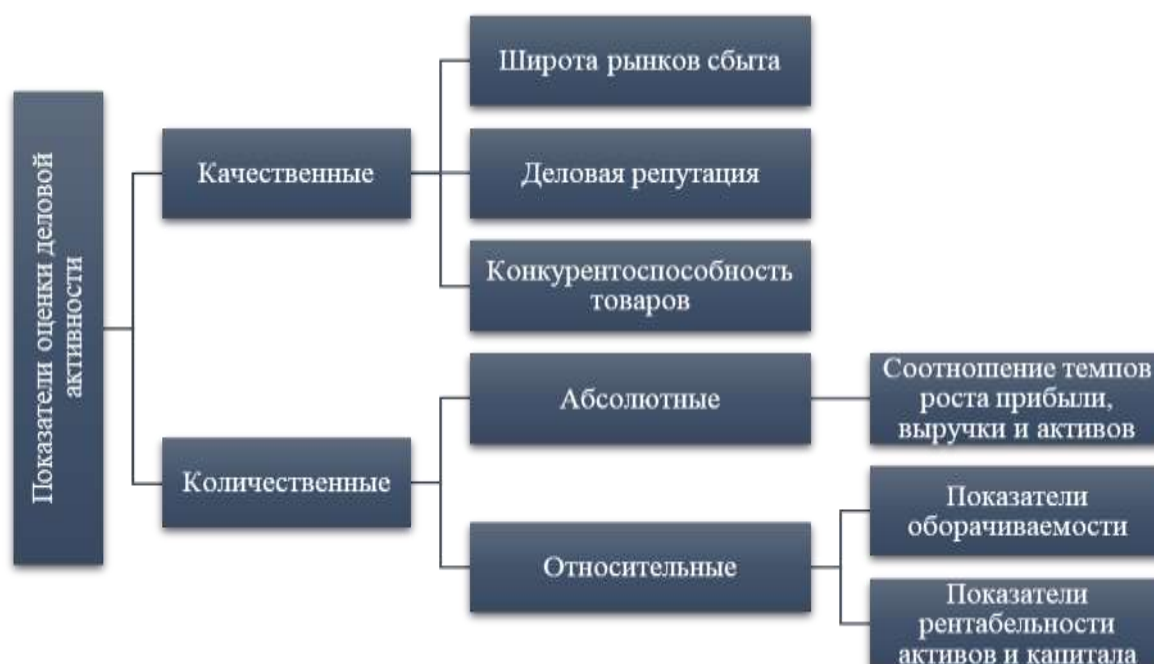 Показатели оценки деловой
активности
Качественные
Широта рынков сбыта
Деловая репутация
Конкурентоспособность
товаров
Количественные
Абсолютные
Соотношение темпов
роста прибыли,
выручки и активов
Относительные
Показатели
оборачиваемости
Показатели
рентабельности
активов и капитала